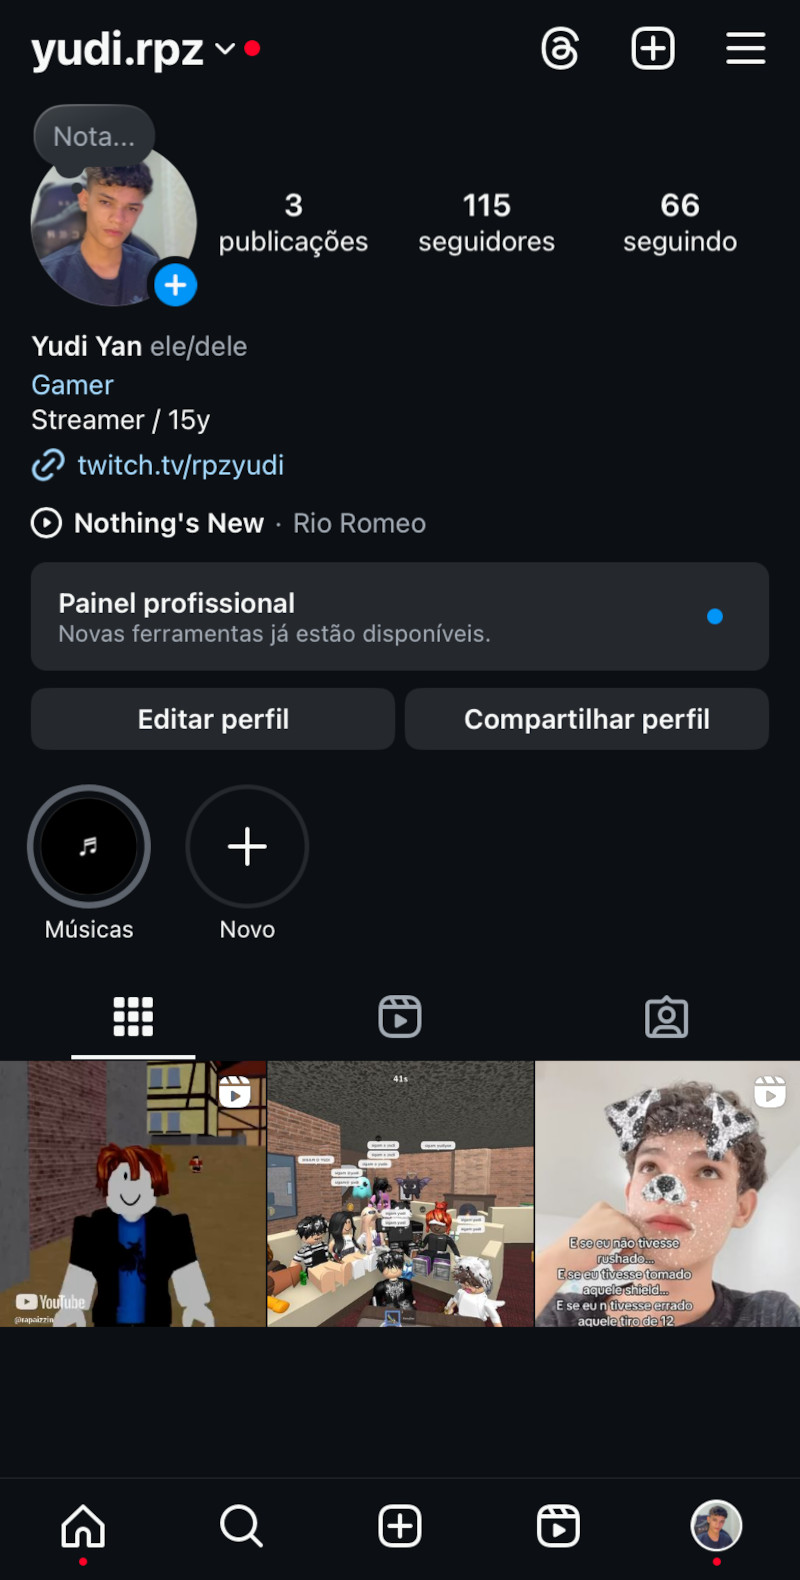 yudi.rpz
Nota...
3
publicações
115
seguidores
66
seguindo
Yudi Yan ele/dele
Gamer
Streamer / 15y
twitch.tv/rpzyudi
Nothing's New · Rio Romeo
Painel profissional
Novas ferramentas já estão disponíveis.
Editar perfil
Compartilhar perfil
Músicas
Novo
YouTube
41s
E se eu não tivesse
rushado...
E se eu tivesse tomado
aquele shield...
E se eu n tivesse errado
aquele tiro de 12